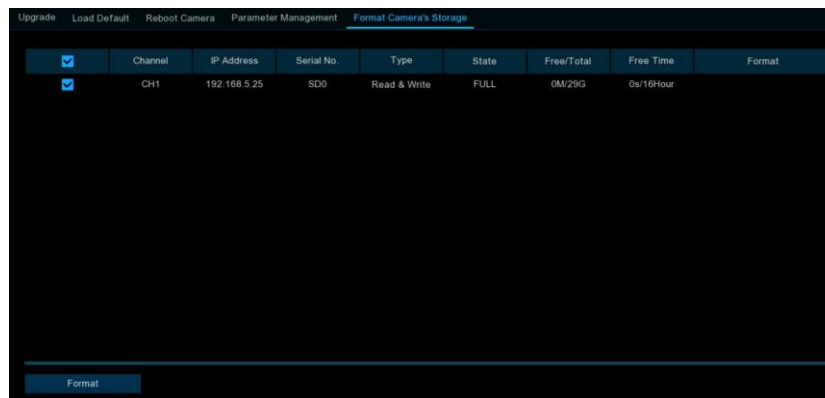 Upgrade Load Default Reboot Camera Parameter Management Format Camera's Storage
Channel IP Address Serial No. Type State Free/Total Free Time Format
CH1 192.168.5.25 SD0 Read & Write FULL 0M/29G 0s/16Hour
Format